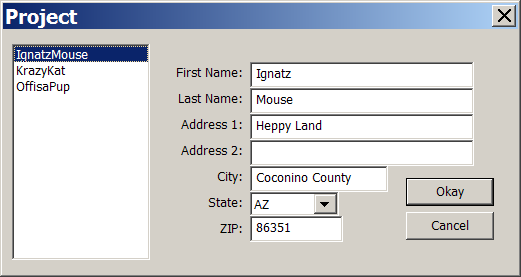 Project
IgnatzMouse
KrazyKat
OffisaPup
First Name: Ignatz
Last Name: Mouse
Address 1: Heppy Land
Address 2:
City: Coconino County
State: AZ
ZIP: 86351
Okay
Cancel